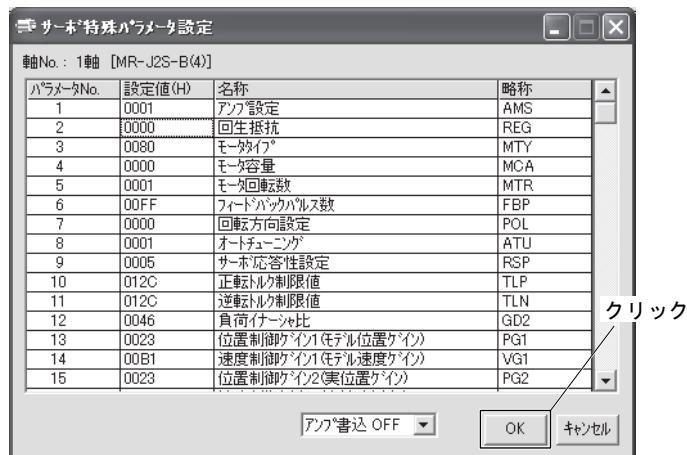 サーボ特殊パラメータ設定
軸No.: 1軸 [MR-J2S-B(4)]
パラメータNo. 設定値(H) 名称 略称
1 0001 アンプ設定 AMS
2 0000 回生抵抗 REG
3 0080 モータタイプ MTY
4 0000 モータ容量 MCA
5 0001 モータ回転数 MTR
6 00FF フィードバックパルス数 FBP
7 0000 回転方向設定 POL
8 0001 オートチューニング ATU
9 0005 サーボ応答性設定 RSP
10 012C 正転トルク制限値 TLP
11 012C 逆転トルク制限値 TLN
12 0046 負荷イナーシャ比 GD2
13 0023 位置制御ゲイン1(モデル位置ゲイン) PG1
14 00B1 速度制御ゲイン1(モデル速度ゲイン) VG1
15 0023 位置制御ゲイン2(実位置ゲイン) PG2
クリック
アンプ書込 OFF OK キャンセル